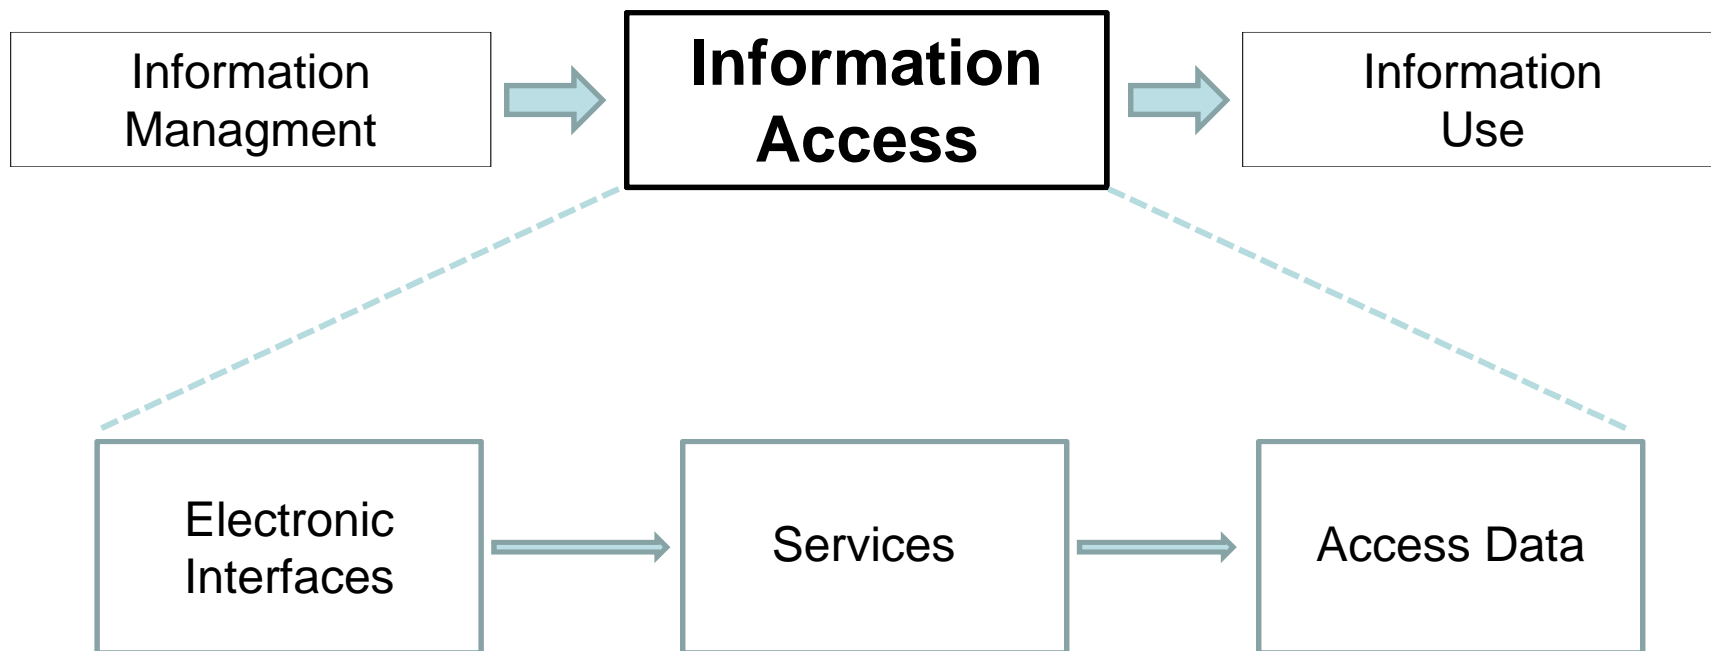 Information
Managment
Information
Access
Information
Use
Electronic
Interfaces
Services
Access Data